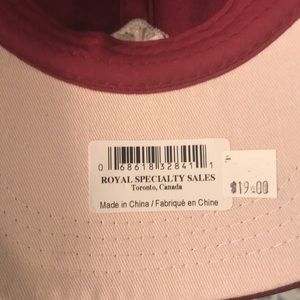 0 68618 32841 1
ROYAL SPECIALTY SALES
Toronto, Canada
Made in China / Fabriqué en Chine
$19.00